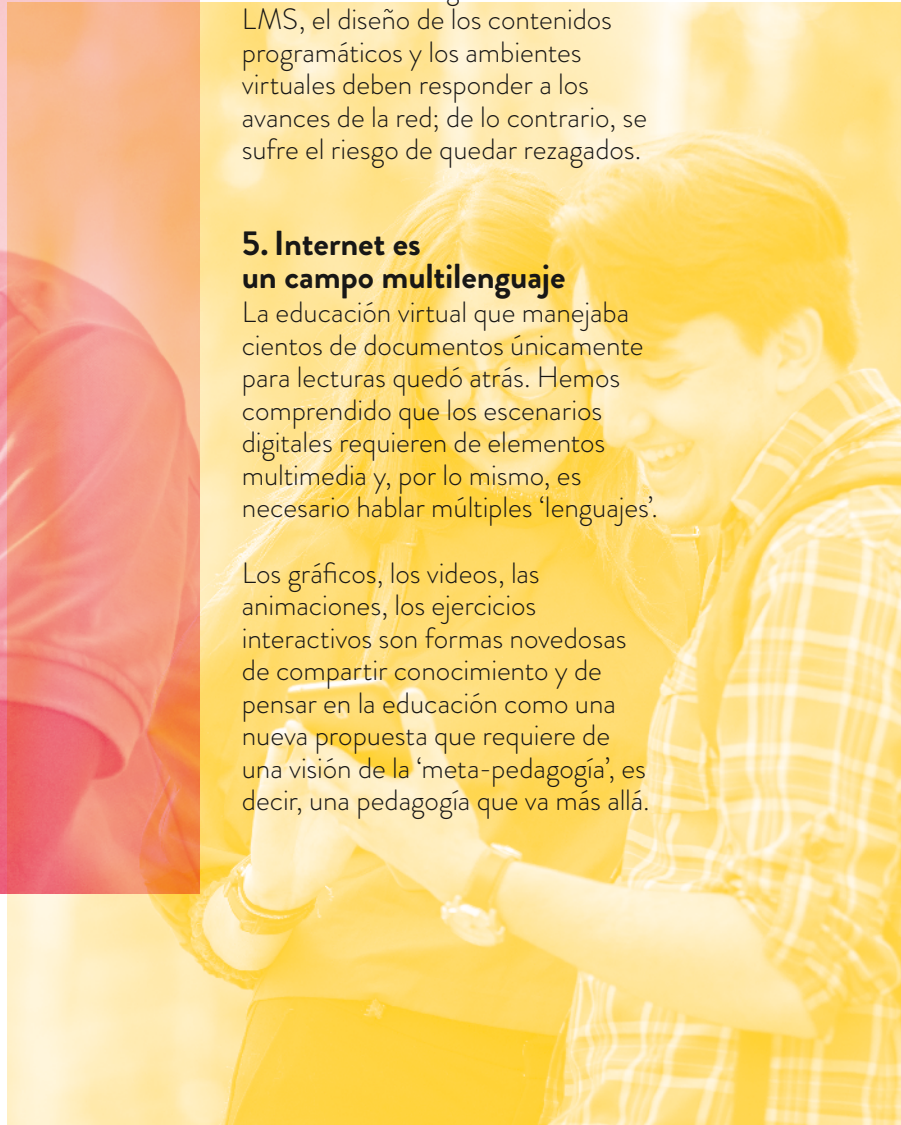 LMS, el diseño de los contenidos
programáticos y los ambientes
virtuales deben responder a los
avances de la red; de lo contrario, se
sufre el riesgo de quedar rezagados.
5. Internet es
un campo multilenguaje
La educación virtual que manejaba
cientos de documentos únicamente
para lecturas quedó atrás. Hemos
comprendido que los escenarios
digitales requieren de elementos
multimedia y, por lo mismo, es
necesario hablar múltiples ‘lenguajes’.
Los gráficos, los videos, las
animaciones, los ejercicios
interactivos son formas novedosas
de compartir conocimiento y de
pensar en la educación como una
nueva propuesta que requiere de
una visión de la ‘meta-pedagogía’, es
decir, una pedagogía que va más allá.